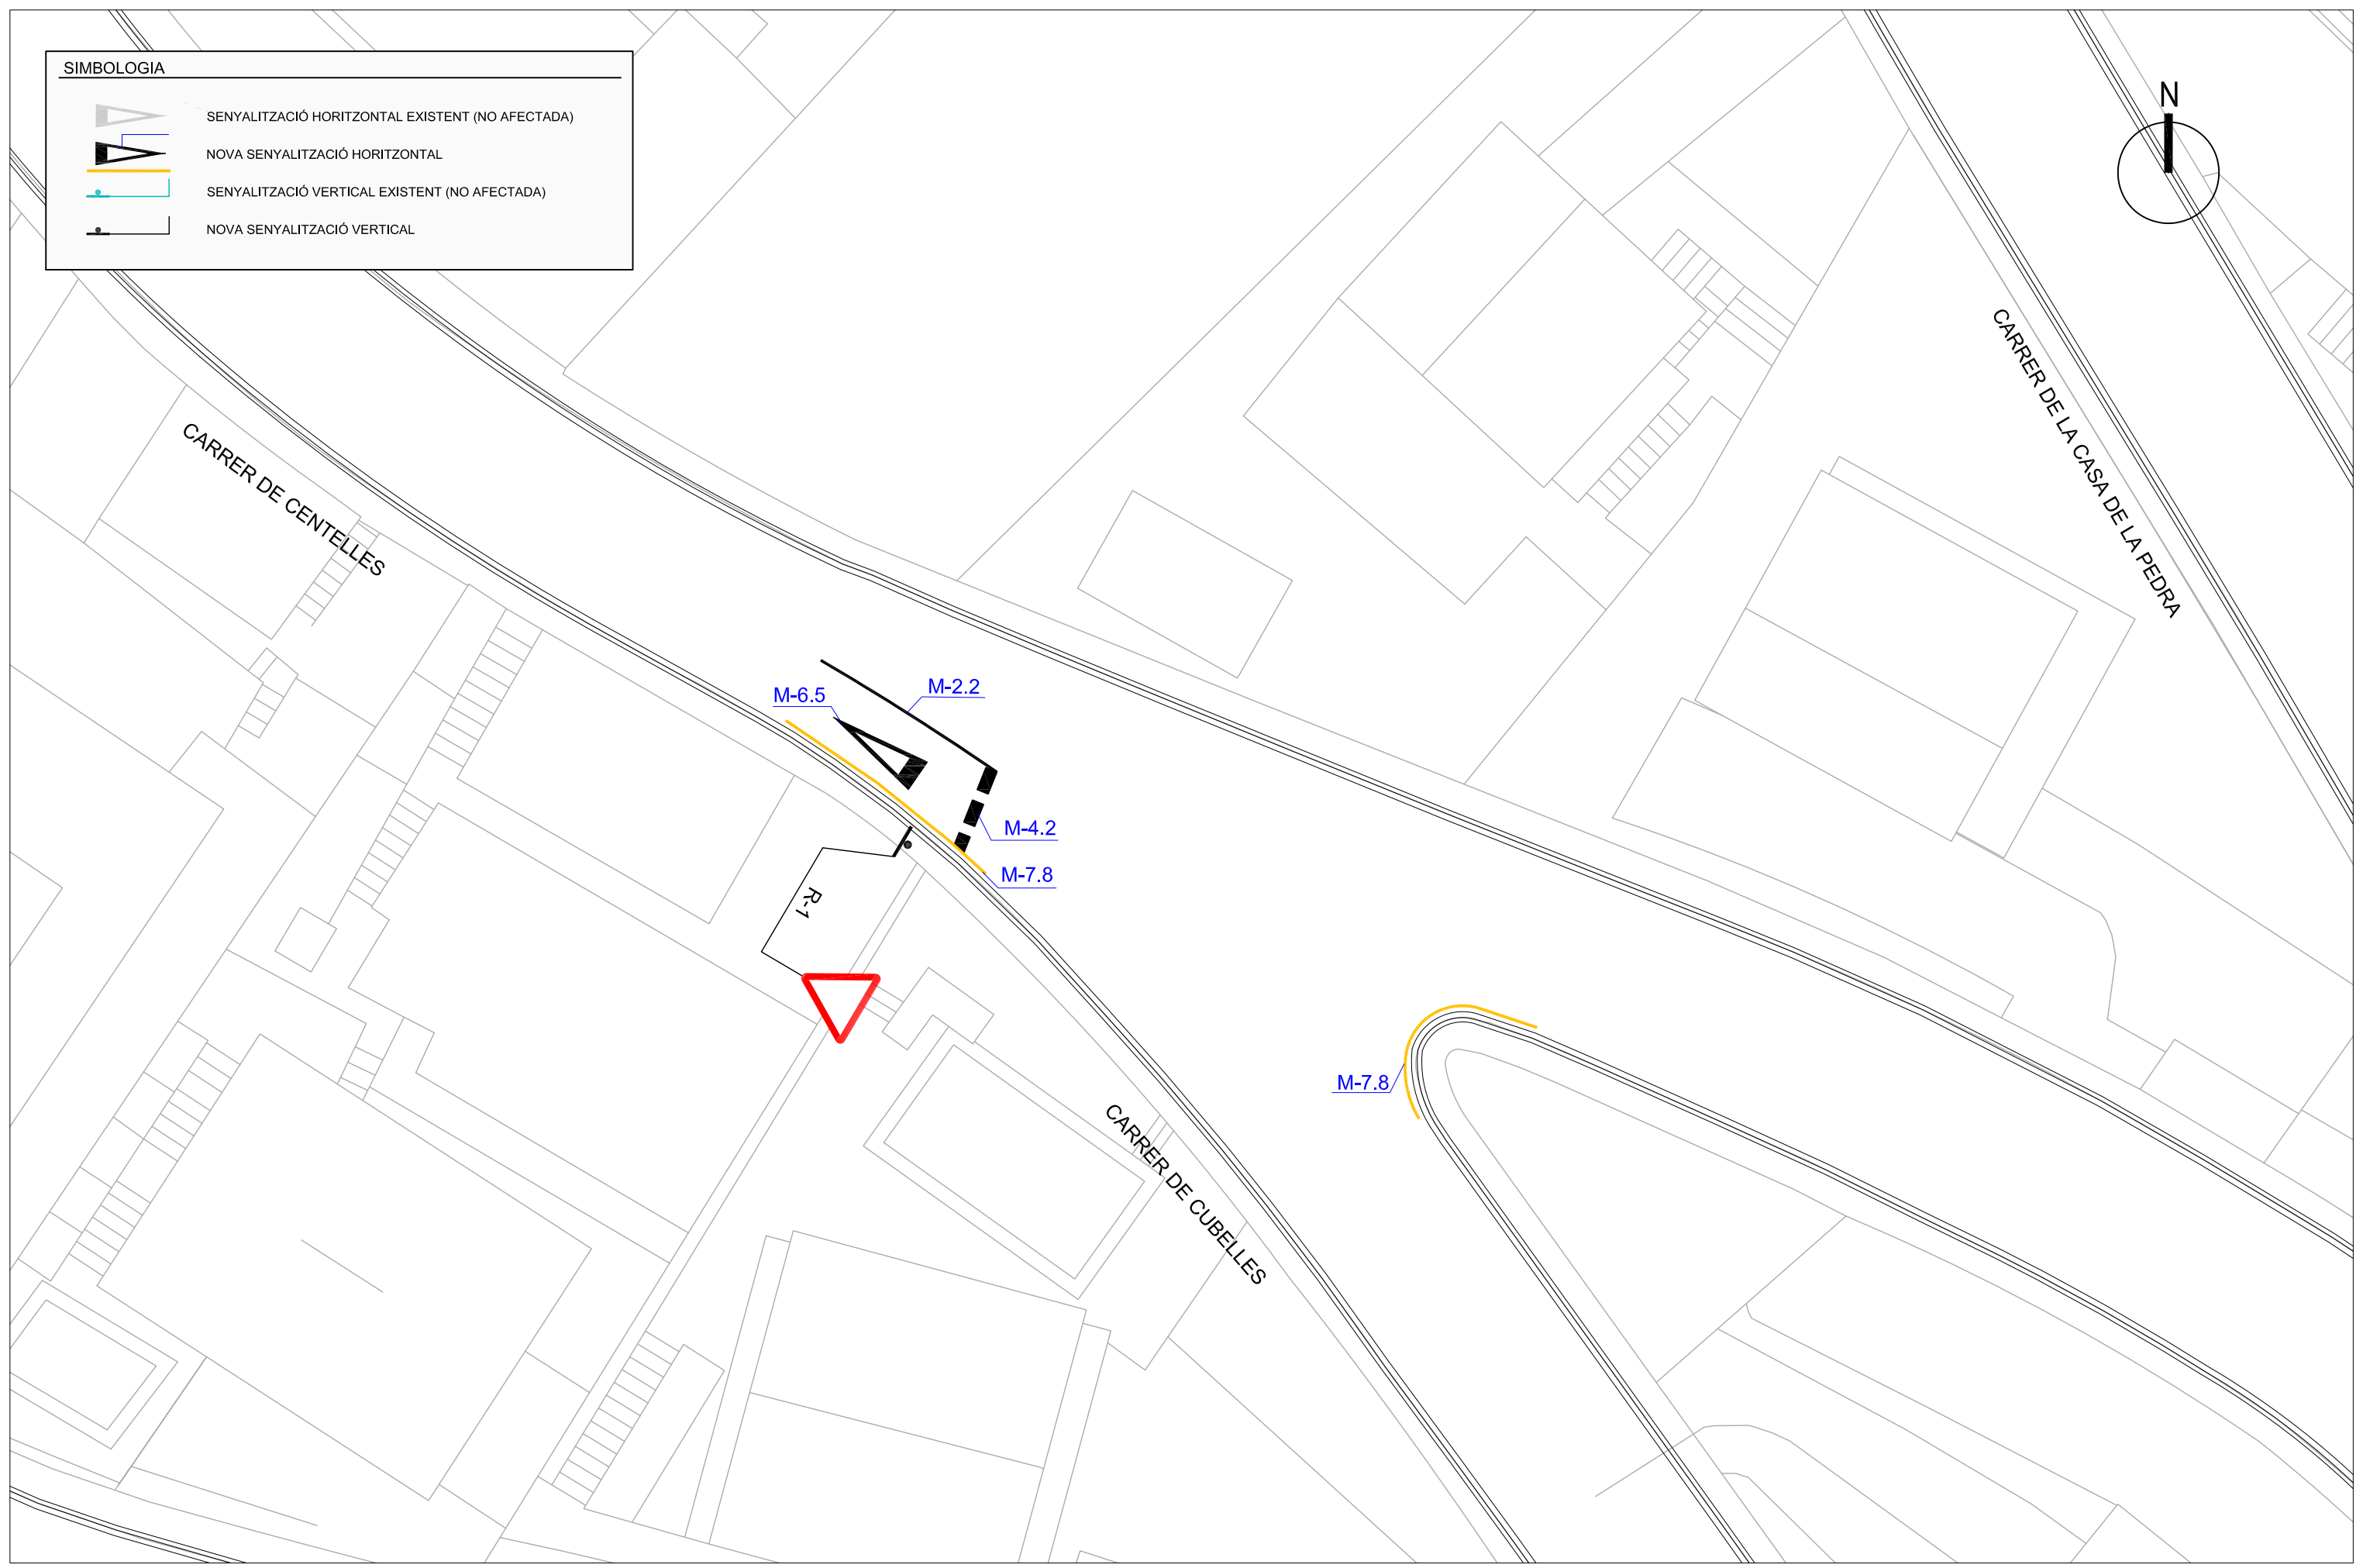 SIMBOLOGIA
SENYALITZACIÓ HORITZONTAL EXISTENT (NO AFECTADA)
NOVA SENYALITZACIÓ HORITZONTAL
SENYALITZACIÓ VERTICAL EXISTENT (NO AFECTADA)
NOVA SENYALITZACIÓ VERTICAL
N
CARRER DE LA CASA DE LA PEDRA
CARRER DE CENTELLES
M-6.5
M-2.2
M-4.2
M-7.8
R-1
M-7.8
CARRER DE CUBELLES